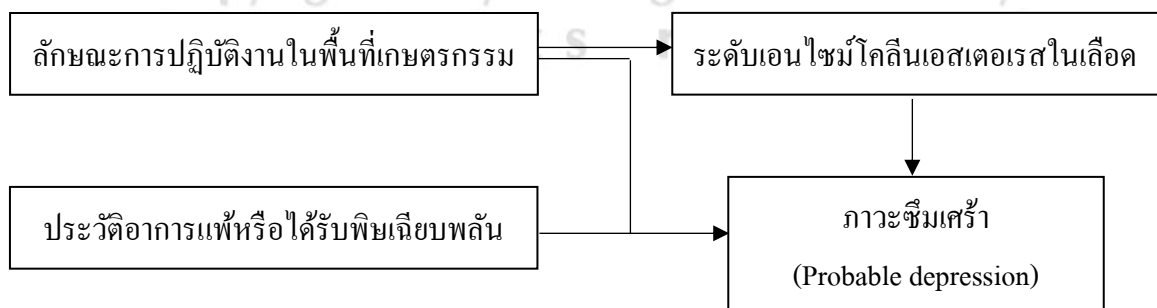 ลักษณะการปฏิบัติงานในพื้นที่เกษตรกรรม
ระดับเอนไซม์โคลีนเอสเตอเรสในเลือด
ประวัติอาการแพ้หรือได้รับพิษเฉียบพลัน
ภาวะซึมเศร้า
(Probable depression)